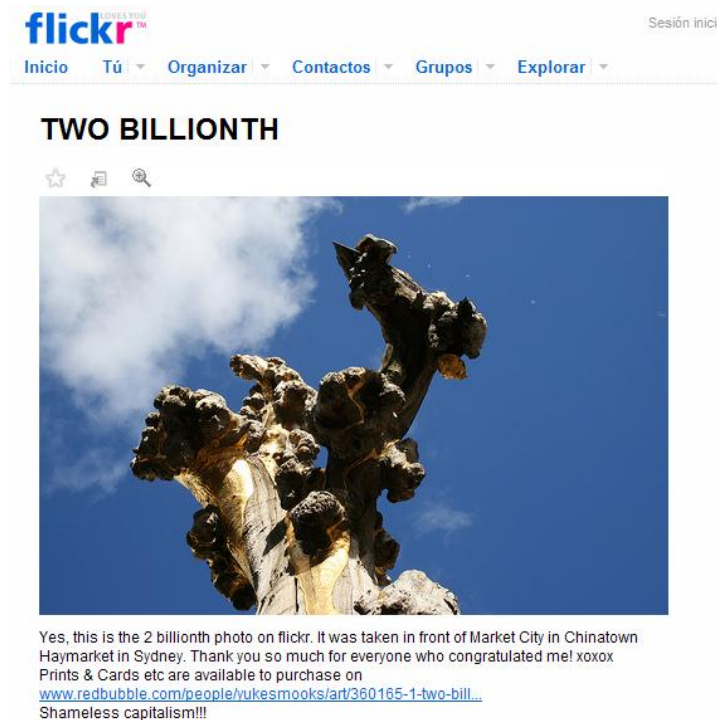 LOVES YOU
flickr™
Sesión inici
Inicio Tú Organizar Contactos Grupos Explorar
TWO BILLIONTH
Yes, this is the 2 billionth photo on flickr. It was taken in front of Market City in Chinatown
Haymarket in Sydney. Thank you so much for everyone who congratulated me! xoxox
Prints & Cards etc are available to purchase on
www.redbubble.com/people/yukesmooks/art/360165-1-two-bill...
Shameless capitalism!!!